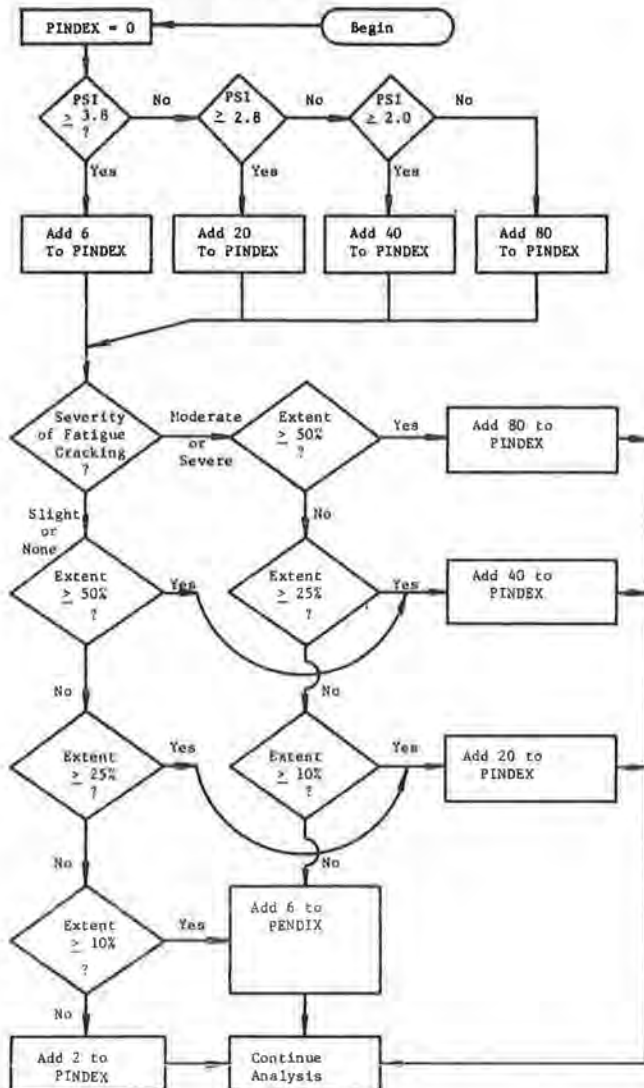 PINDEX = 0
Begin
PSI
≥ 3.8
?
No
PSI
≥ 2.8
No
PSI
≥ 2.0
No
Yes
Yes
Yes
Add 6
To PINDEX
Add 20
To PINDEX
Add 40
To PINDEX
Add 80
To PINDEX
Severity
of Fatigue
Cracking
?
Moderate
or
Severe
Extent
≥ 50%
?
Yes
Add 80 to
PINDEX
Slight
or
None
No
Extent
≥ 50%
?
Yes
Extent
≥ 25%
?
Yes
Add 40 to
PINDEX
No
No
Extent
≥ 25%
?
Yes
Extent
≥ 10%
?
Yes
Add 20 to
PINDEX
No
No
Extent
≥ 10%
?
Yes
Add 6 to
PENDIX
No
Add 2 to
PINDEX
Continue
Analysis